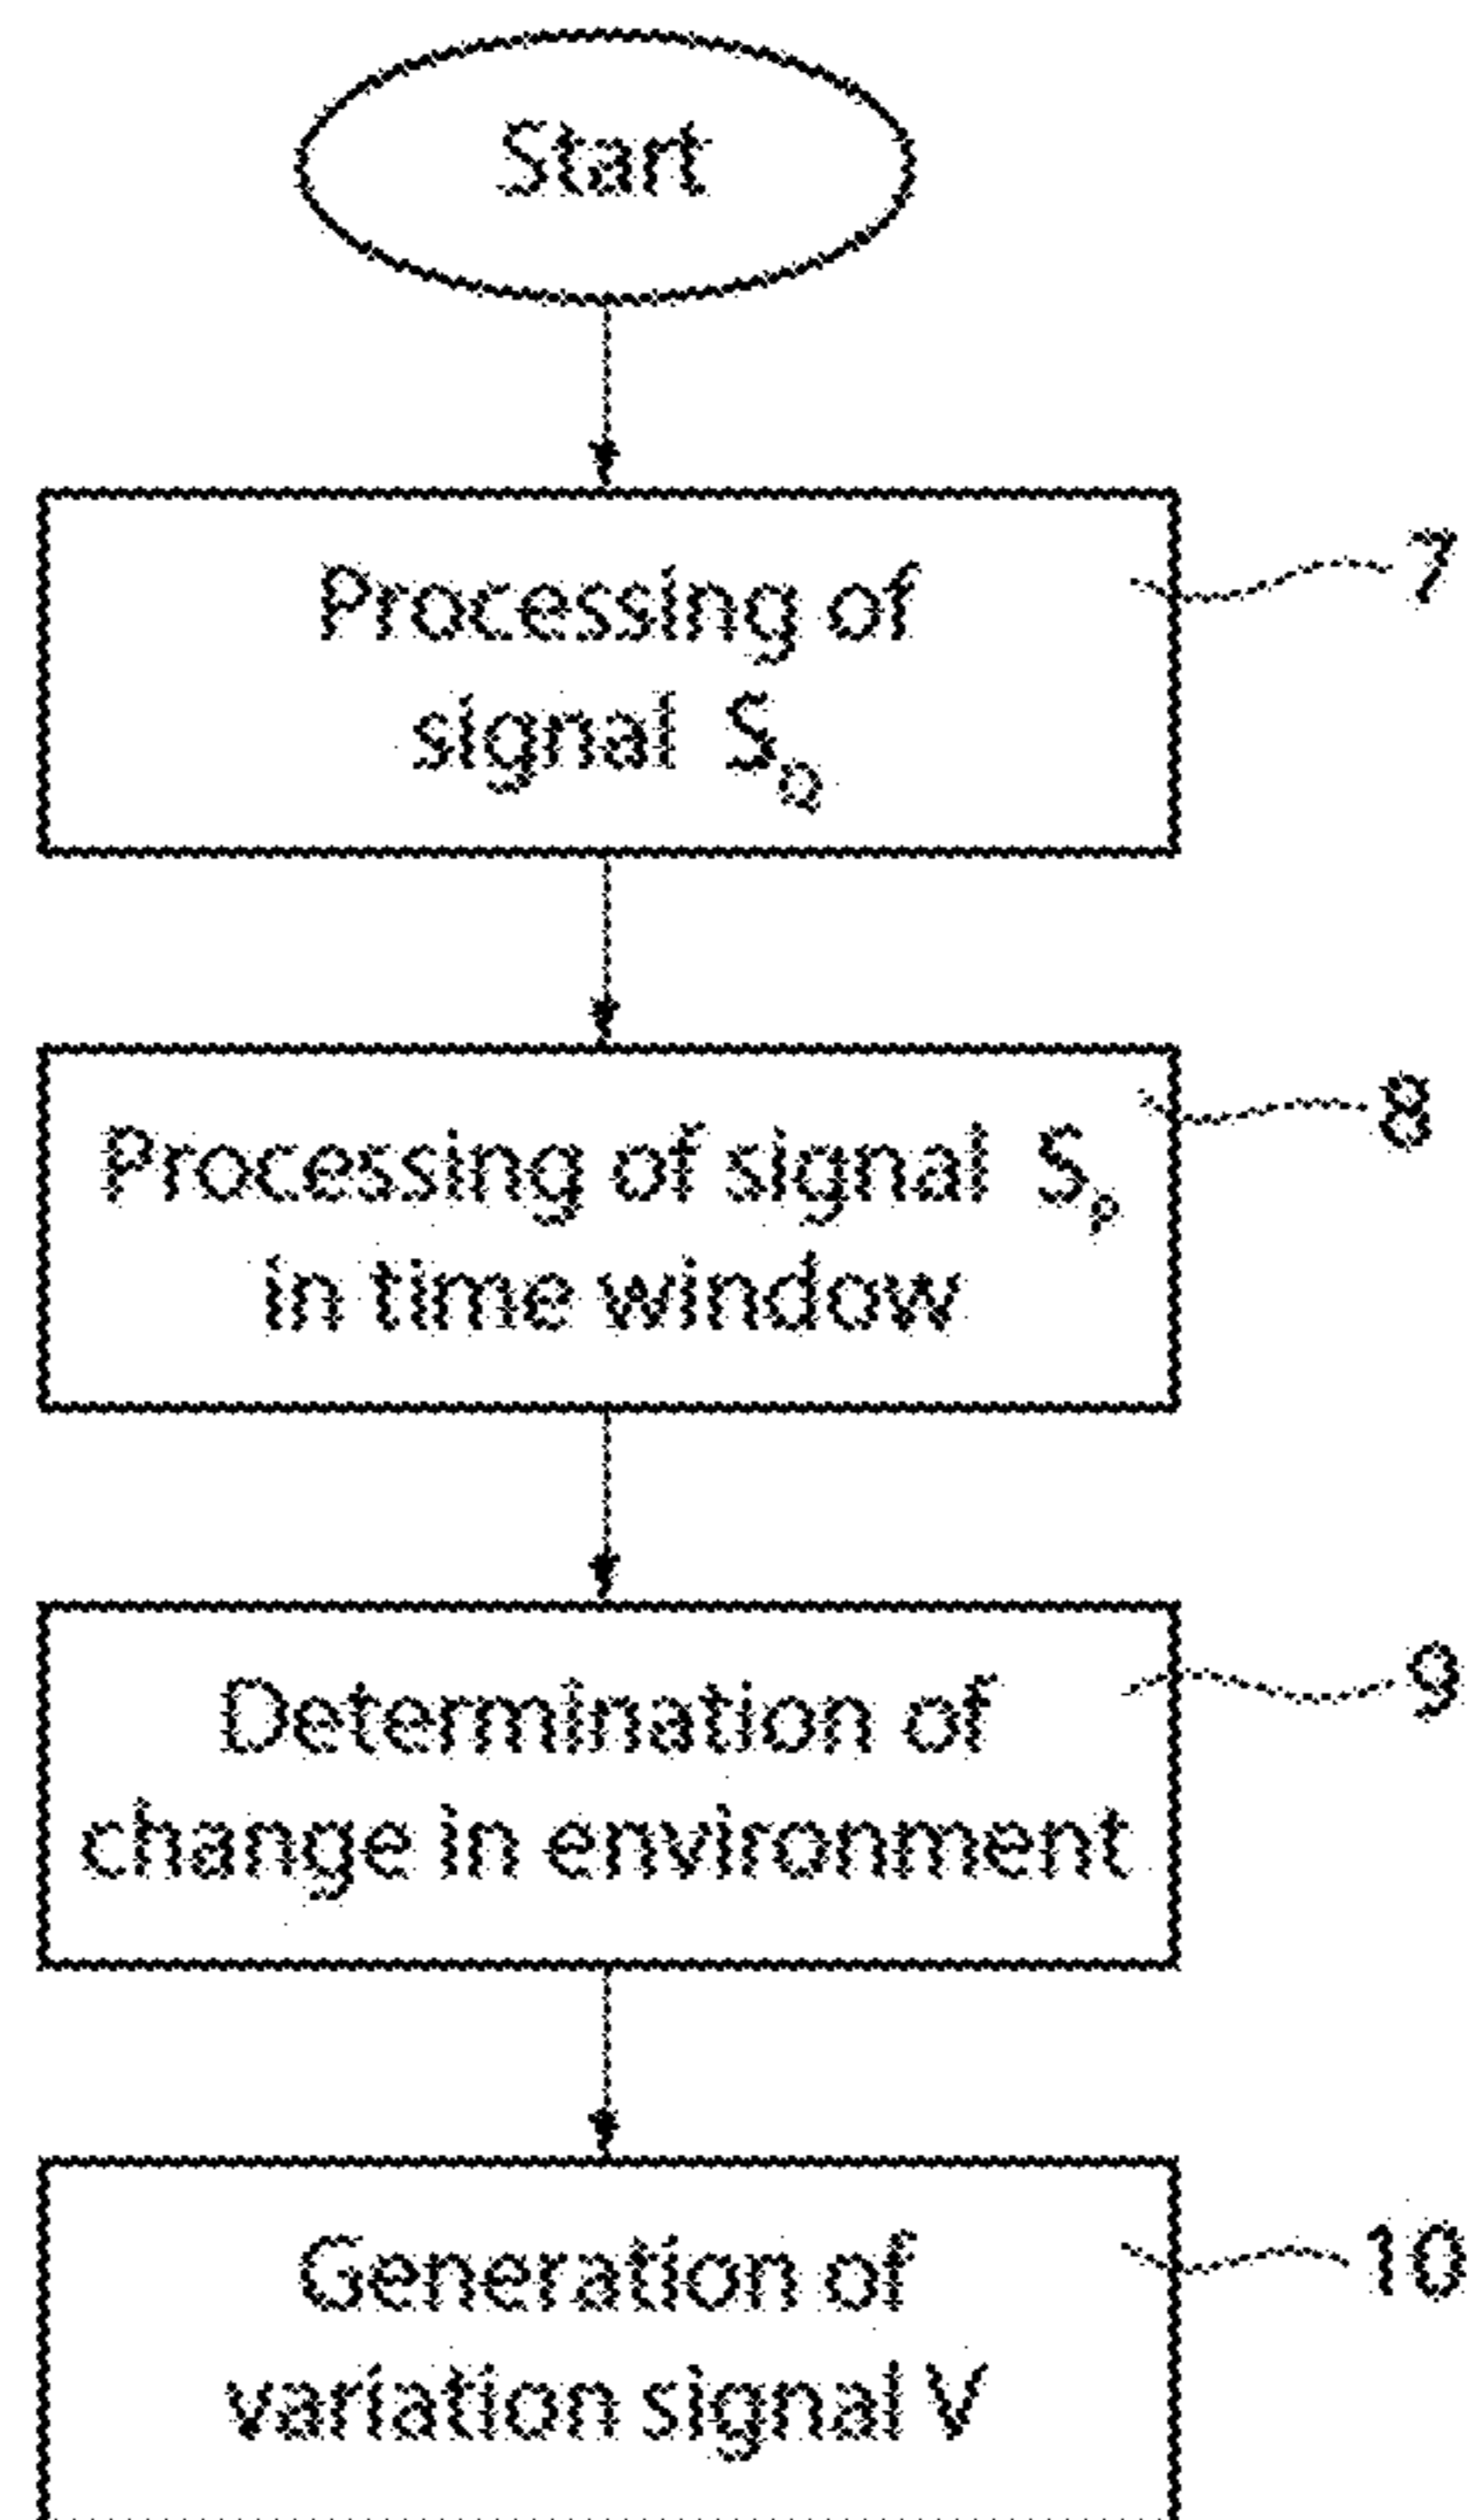 Start
Processing of
7
signal S
8
Processing of signal Sₚ
in time window
9
Determination of
change in environment
10
Generation of
variation signal V